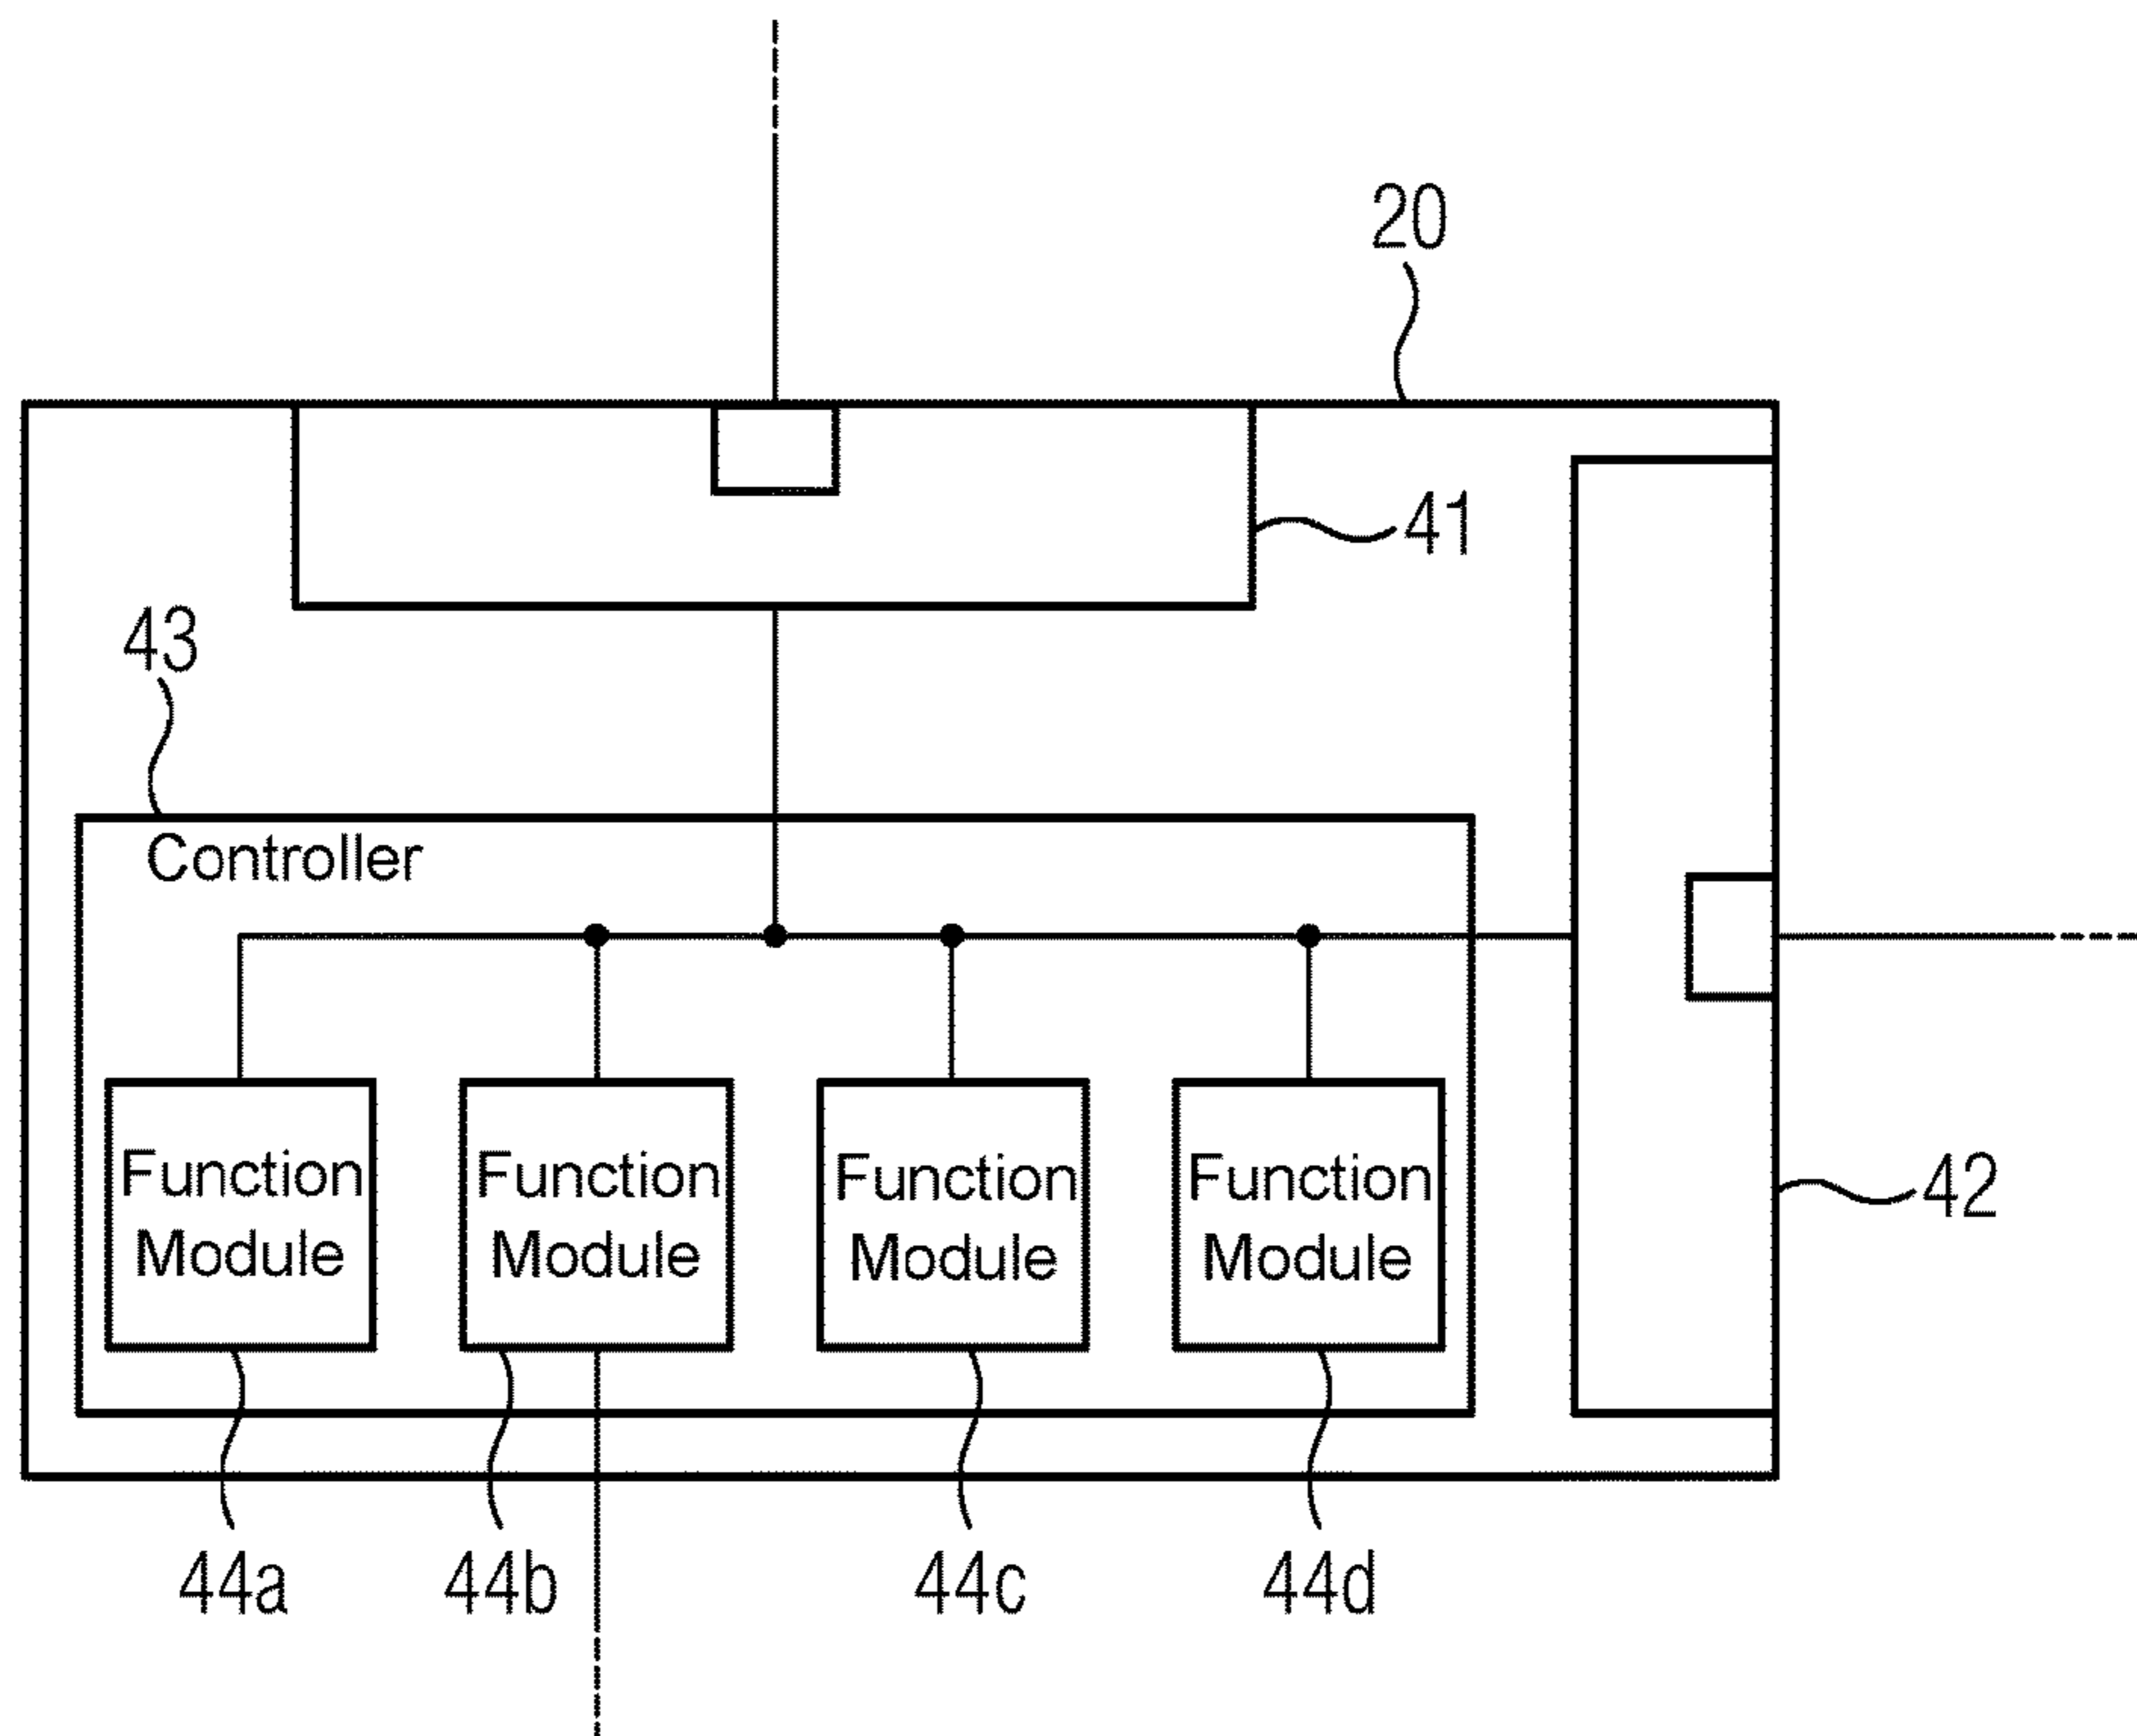 20
41
43
Controller
Function
Module
Function
Module
Function
Module
Function
Module
42
44a
44b
44c
44d